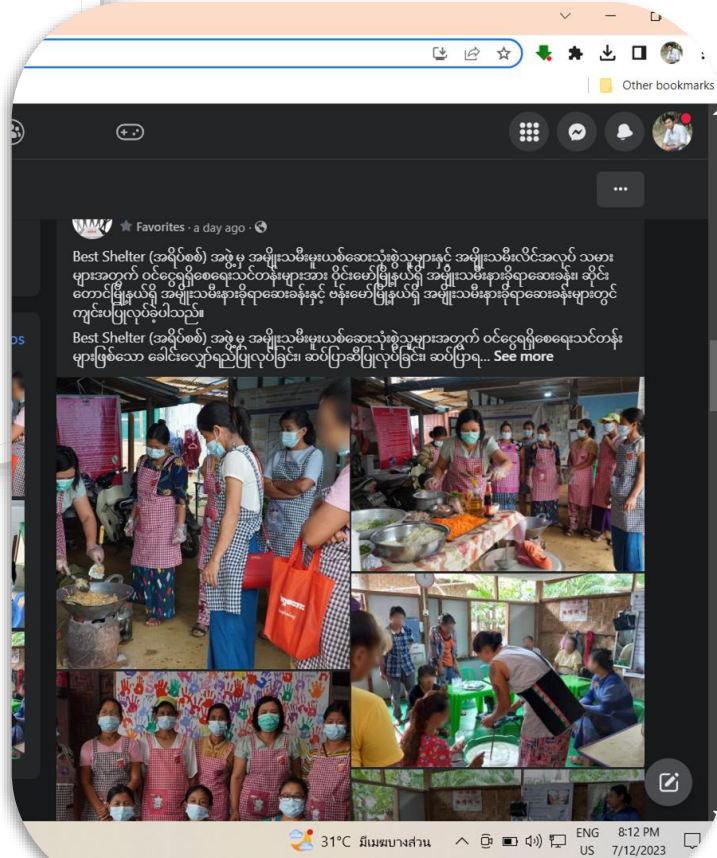 Other bookmarks
Favorites · a day ago ·
Best Shelter (အရိပ်စစ်) အဖွဲ့မှ အမျိုးသမီးမူးယစ်ဆေးသုံးစွဲသူများနှင့် အမျိုးသမီးလိင်အလုပ် သမား
များအတွက် ဝင်ငွေရရှိစေရေးသင်တန်းများအား ဝိုင်းမော်မြို့နယ်ရှိ အမျိုးသမီးနားခိုရာဆေးခန်း၊ ဆိုင်း
တောင်မြို့နယ်ရှိ အမျိုးသမီးနားခိုရာဆေးခန်းနှင့် ဗန်းမော်မြို့နယ်ရှိ အမျိုးသမီးနားခိုရာဆေးခန်းများတွင်
ကျင်းပပြုလုပ်ခဲ့ပါသည်။
Best Shelter (အရိပ်စစ်) အဖွဲ့မှ အမျိုးသမီးမူးယစ်ဆေးသုံးစွဲသူများအတွက် ဝင်ငွေရရှိစေရေးသင်တန်း
များဖြစ်သော ခေါင်းလျှော်ရည်ပြုလုပ်ခြင်း၊ ဆပ်ပြာဆီပြုလုပ်ခြင်း၊ ဆပ်ပြာရ... See more
31°C มีเมฆบางส่วน
ENG 8:12 PM
US 7/12/2023